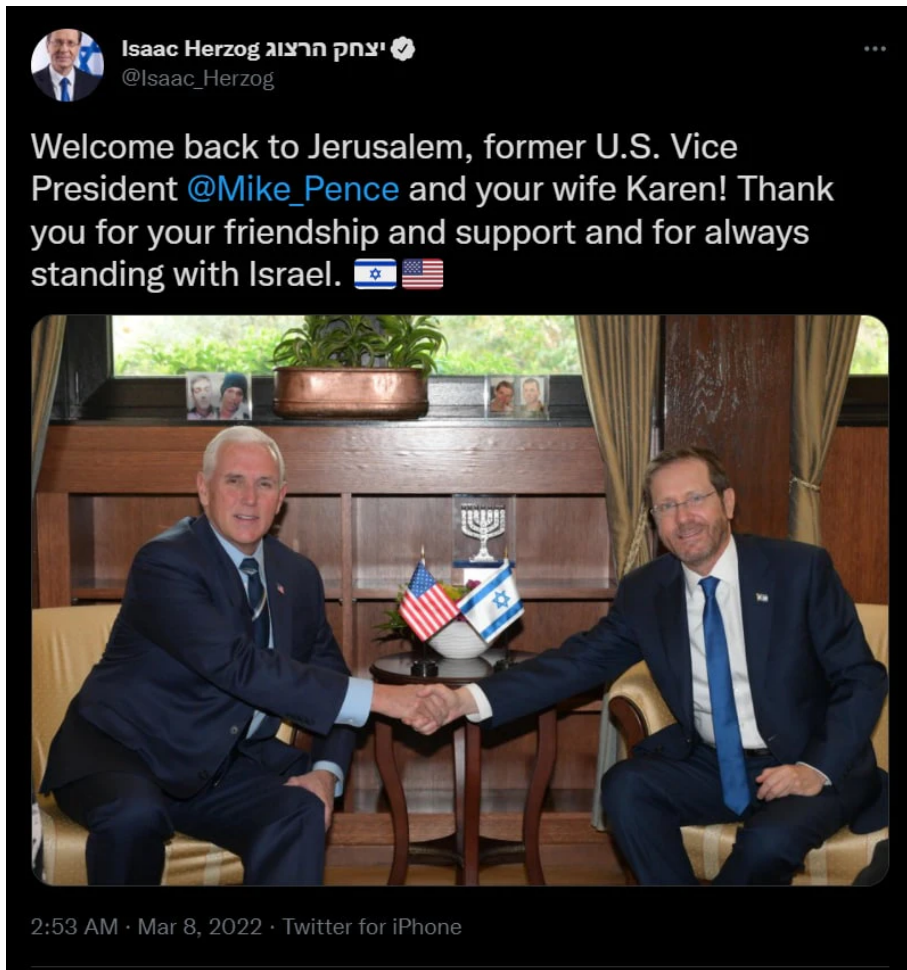 Isaac Herzog יצחק הרצוג
@Isaac_Herzog
Welcome back to Jerusalem, former U.S. Vice
President @Mike_Pence and your wife Karen! Thank
you for your friendship and support and for always
standing with Israel.
2:53 AM · Mar 8, 2022 · Twitter for iPhone